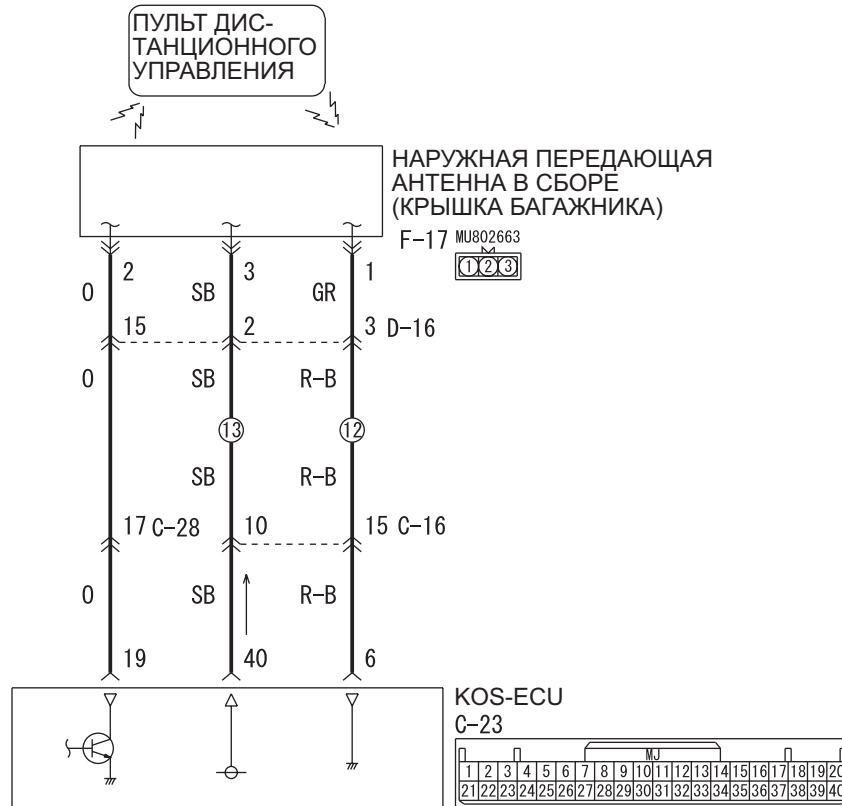 ПУЛЬТ ДИС-
ТАНЦИОННОГО
УПРАВЛЕНИЯ
НАРУЖНАЯ ПЕРЕДАЮЩАЯ
АНТЕННА В СБОРЕ
(КРЫШКА БАГАЖНИКА)
F-17 MU802663
1 2 3
2 3 1
O SB GR
15 2 3 D-16
O SB R-B
13 12
SB R-B
17 C-28 10 15 C-16
O SB R-B
19 40 6
KOS-ECU
C-23
MJ
1 2 3 4 5 6 7 8 9 10 11 12 13 14 15 16 17 18 19 20
21 22 23 24 25 26 27 28 29 30 31 32 33 34 35 36 37 38 39 40